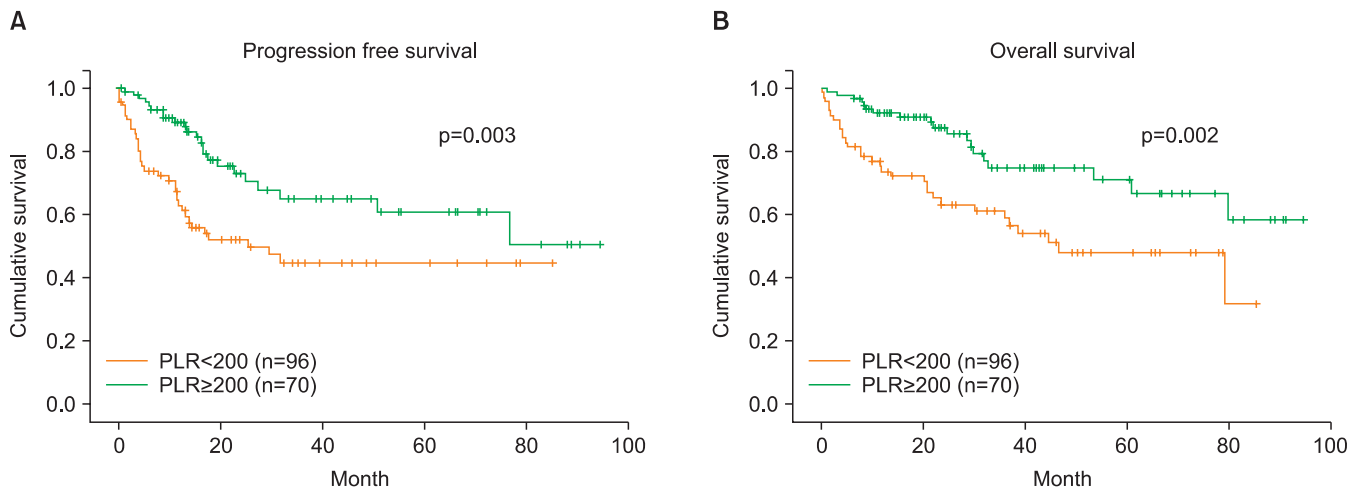 A
Progression free survival
Cumulative survival
1.0
0.8
0.6
0.4
0.2
0.0
p=0.003
PLR<200 (n=96)
PLR≥200 (n=70)
0 20 40 60 80 100
Month
B
Overall survival
Cumulative survival
1.0
0.8
0.6
0.4
0.2
0.0
p=0.002
PLR<200 (n=96)
PLR≥200 (n=70)
0 20 40 60 80 100
Month